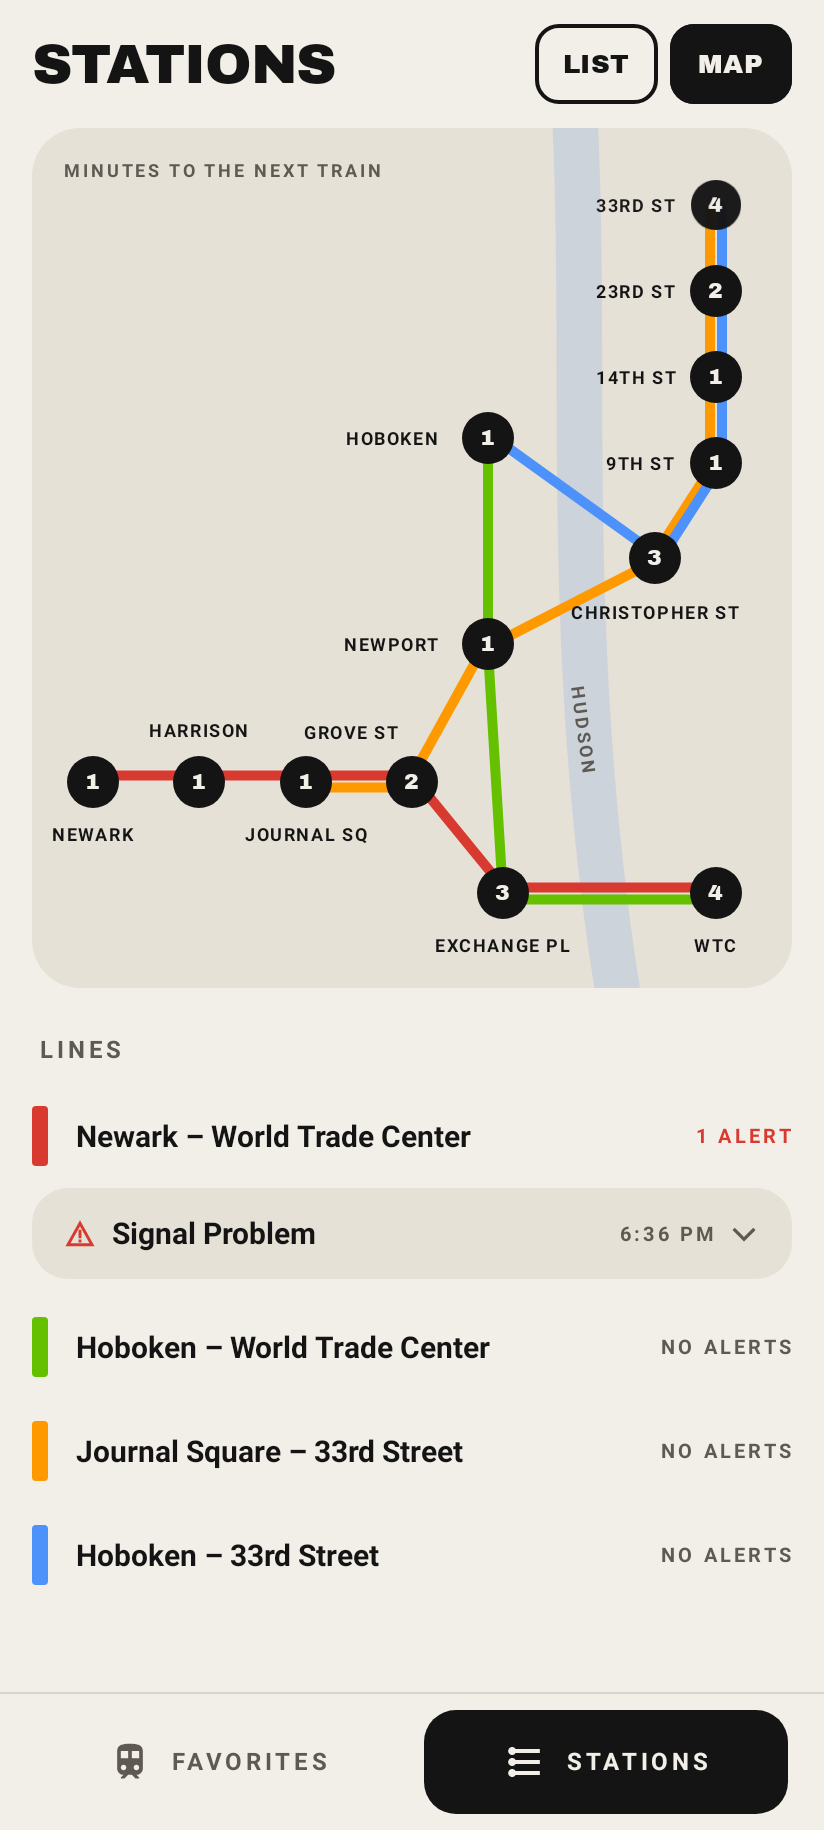 STATIONS
LIST
MAP
MINUTES TO THE NEXT TRAIN
33RD ST
4
23RD ST
2
14TH ST
1
HOBOKEN
1
9TH ST
1
3
CHRISTOPHER ST
NEWPORT
1
HUDSON
HARRISON
GROVE ST
1
1
1
2
NEWARK
JOURNAL SQ
3
4
EXCHANGE PL
WTC
LINES
Newark – World Trade Center
1 ALERT
Signal Problem
6:36 PM
Hoboken – World Trade Center
NO ALERTS
Journal Square – 33rd Street
NO ALERTS
Hoboken – 33rd Street
NO ALERTS
FAVORITES
STATIONS